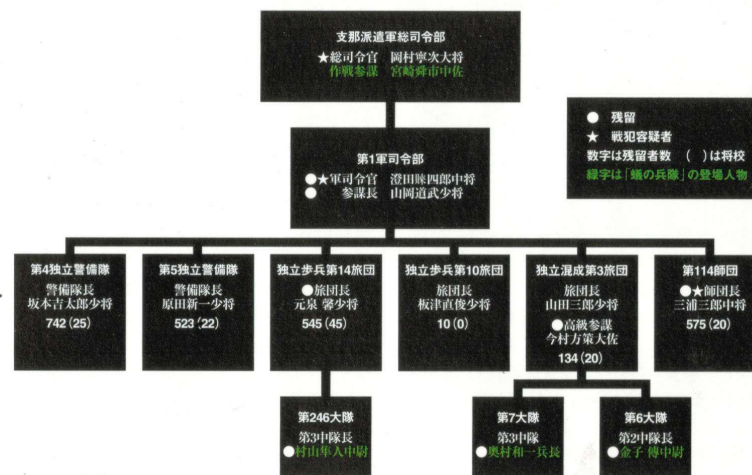 支那派遣軍総司令部
★総司令官 岡村寧次大将
作戦参謀 宮崎舜市中佐
● 残留
★ 戦犯容疑者
数字は残留者数 ( )は将校
緑字は「蟻の兵隊」の登場人物
第1軍司令部
●★軍司令官 澄田𧶛四郎中将
● 参謀長 山岡道武少将
第4独立警備隊
警備隊長
坂本吉太郎少将
742(25)
第5独立警備隊
警備隊長
原田新一少将
523(22)
独立歩兵第14旅団
●旅団長
元泉 馨少将
545(45)
独立歩兵第10旅団
旅団長
板津直俊少将
10(0)
独立混成第3旅団
旅団長
山田三郎少将
●高級参謀
今村方策大佐
134(20)
第114師団
●★師団長
三浦三郎中将
575(20)
第246大隊
第3中隊長
●村山隼人中尉
第7大隊
第3中隊
●奥村和一兵長
第6大隊
第2中隊長
●金子 傳中尉